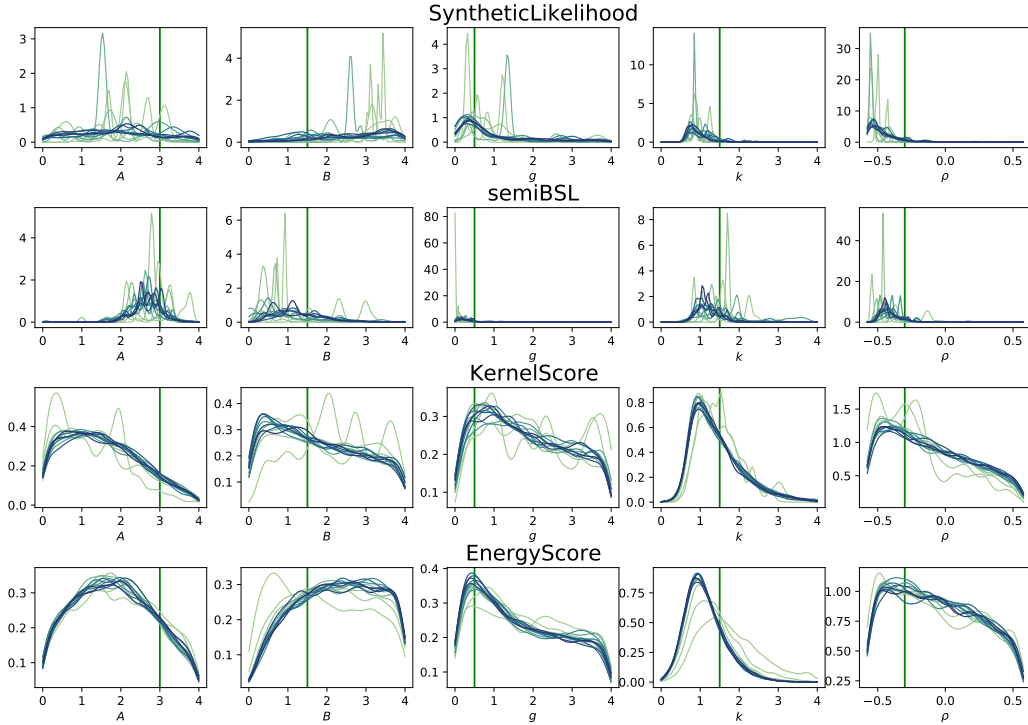 SyntheticLikelihood
3 2 1 0
4 2 0
4 2 0
10 5 0
30 20 10 0
0 1 2 3 4 0 1 2 3 4 0 1 2 3 4 0 1 2 3 4 −0.5 0.0 0.5
A B g k ρ
semiBSL
4 2 0
6 4 2 0
80 60 40 20 0
8 6 4 2 0
40 20 0
0 1 2 3 4 0 1 2 3 4 0 1 2 3 4 0 1 2 3 4 −0.5 0.0 0.5
A B g k ρ
KernelScore
0.4 0.2 0.0
0.4 0.3 0.2 0.1
0.3 0.2 0.1
0.8 0.6 0.4 0.2 0.0
1.5 1.0 0.5
0 1 2 3 4 0 1 2 3 4 0 1 2 3 4 0 1 2 3 4 −0.5 0.0 0.5
A B g k ρ
EnergyScore
0.3 0.2 0.1
0.3 0.2 0.1
0.4 0.3 0.2 0.1
0.75 0.50 0.25 0.00
1.00 0.75 0.50 0.25
0 1 2 3 4 0 1 2 3 4 0 1 2 3 4 0 1 2 3 4 −0.5 0.0 0.5
A B g k ρ